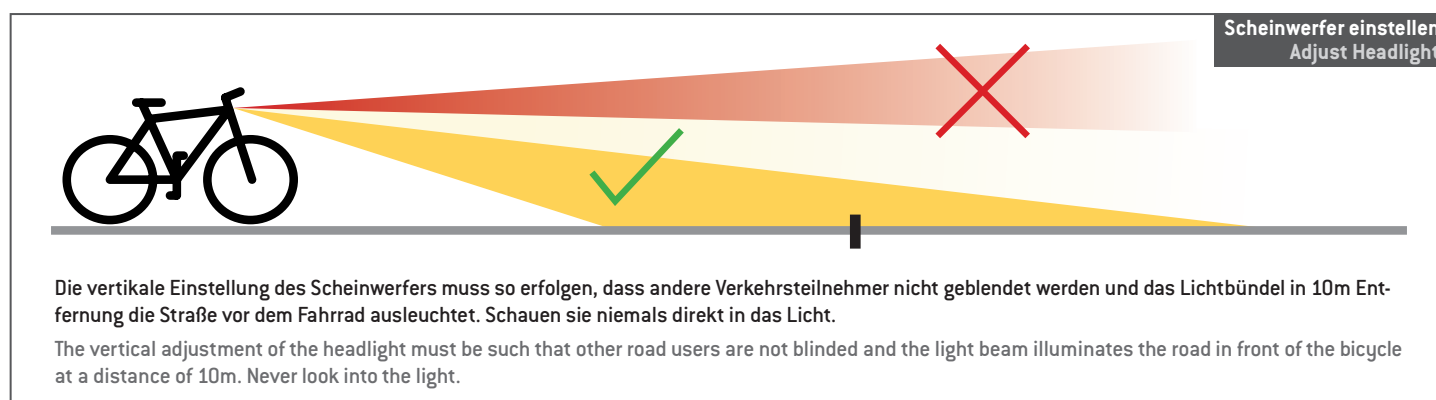 Scheinwerfer einstellen
Adjust Headlight
Die vertikale Einstellung des Scheinwerfers muss so erfolgen, dass andere Verkehrsteilnehmer nicht geblendet werden und das Lichtbündel in 10m Ent-
fernung die Straße vor dem Fahrrad ausleuchtet. Schauen sie niemals direkt in das Licht.
The vertical adjustment of the headlight must be such that other road users are not blinded and the light beam illuminates the road in front of the bicycle
at a distance of 10m. Never look into the light.